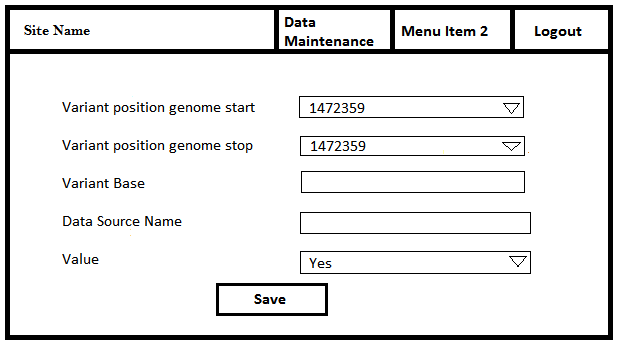 Site Name
Data
Maintenance
Menu Item 2
Logout
Variant position genome start
1472359
Variant position genome stop
1472359
Variant Base
Data Source Name
Value
Yes
Save